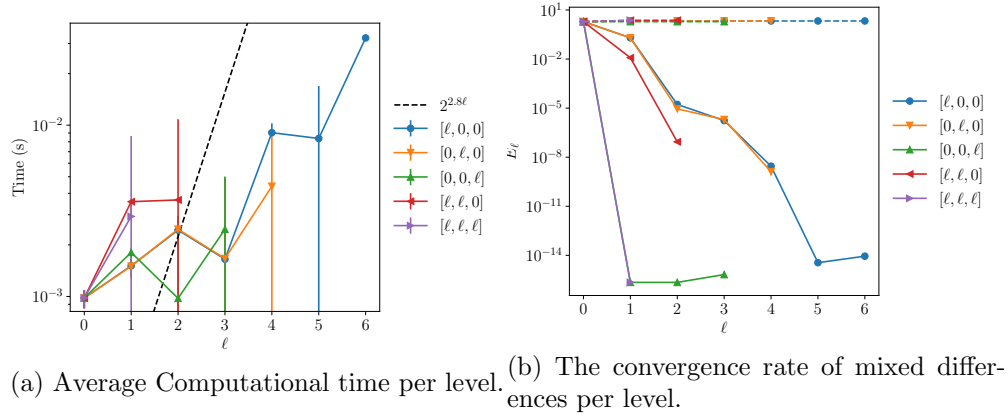 Time (s)
10^{-2}
10^{-3}
0 1 2 3 4 5 6
ℓ
2^{2.8ℓ}
[ℓ, 0, 0]
[0, ℓ, 0]
[0, 0, ℓ]
[ℓ, ℓ, 0]
[ℓ, ℓ, ℓ]
(a) Average Computational time per level.
E_ℓ
10^{1}
10^{-2}
10^{-5}
10^{-8}
10^{-11}
10^{-14}
0 1 2 3 4 5 6
ℓ
[ℓ, 0, 0]
[0, ℓ, 0]
[0, 0, ℓ]
[ℓ, ℓ, 0]
[ℓ, ℓ, ℓ]
(b) The convergence rate of mixed differ-
ences per level.